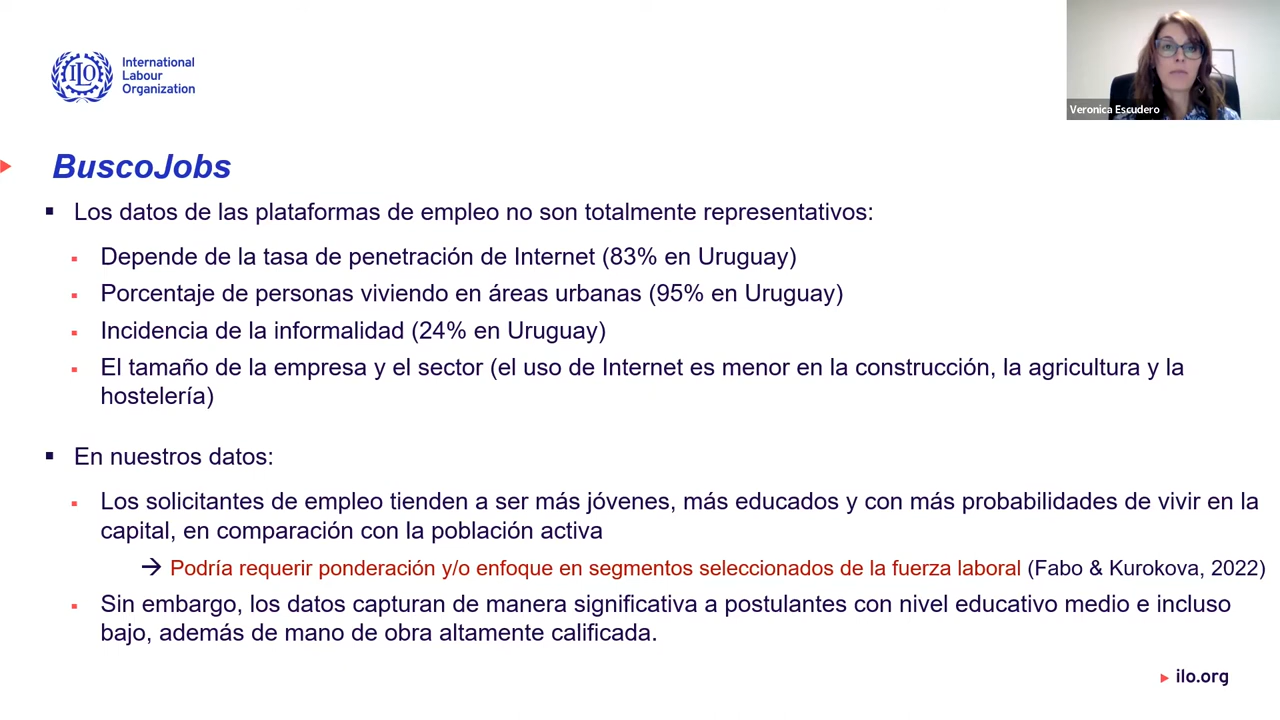 ILO
International
Labour
Organization
Veronica Escudero
BuscoJobs
Los datos de las plataformas de empleo no son totalmente representativos:
Depende de la tasa de penetración de Internet (83% en Uruguay)
Porcentaje de personas viviendo en áreas urbanas (95% en Uruguay)
Incidencia de la informalidad (24% en Uruguay)
El tamaño de la empresa y el sector (el uso de Internet es menor en la construcción, la agricultura y la
hostelería)
En nuestros datos:
Los solicitantes de empleo tienden a ser más jóvenes, más educados y con más probabilidades de vivir en la
capital, en comparación con la población activa
→ Podría requerir ponderación y/o enfoque en segmentos seleccionados de la fuerza laboral (Fabo & Kurokova, 2022)
Sin embargo, los datos capturan de manera significativa a postulantes con nivel educativo medio e incluso
bajo, además de mano de obra altamente calificada.
ilo.org